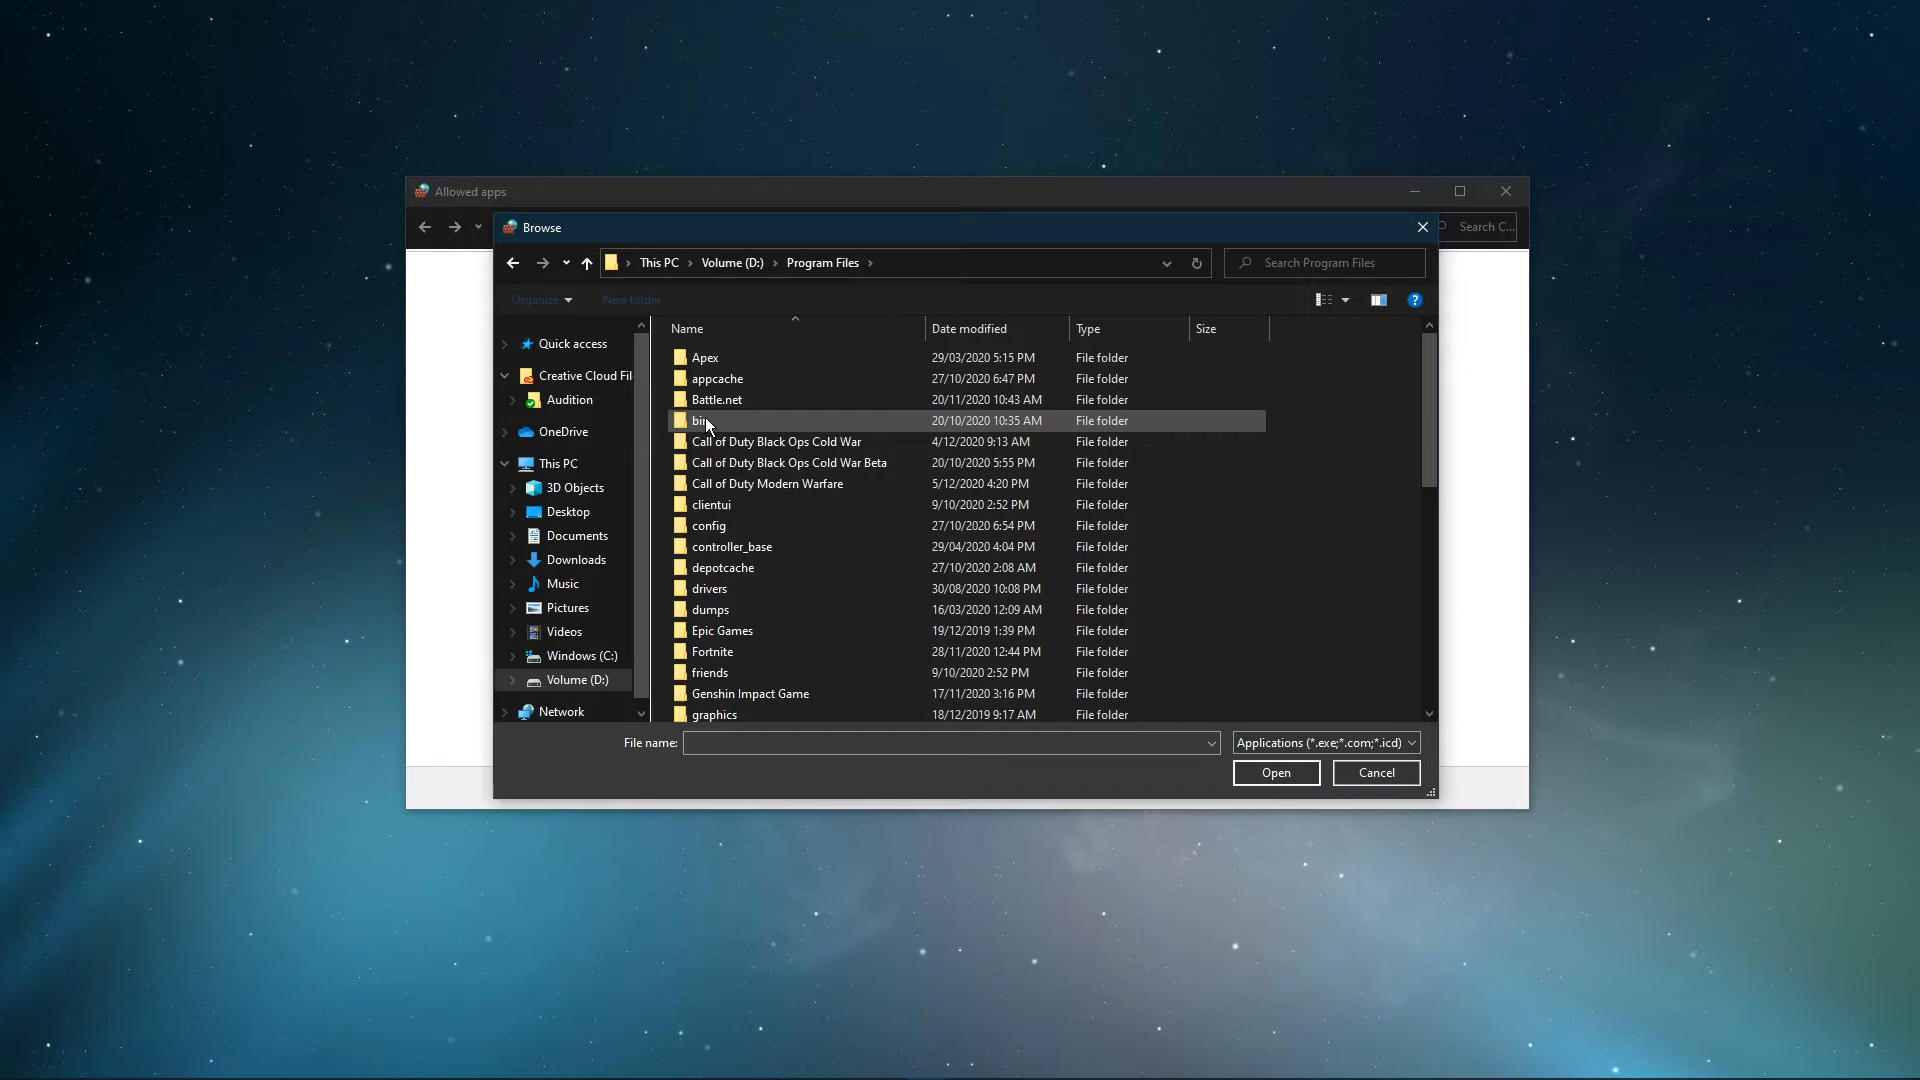 Allowed apps
Search C...
Browse
This PC › Volume (D:) › Program Files ›
Search Program Files
Organize
New folder
Name Date modified Type Size
Quick access
Creative Cloud Fil
Audition
OneDrive
This PC
3D Objects
Desktop
Documents
Downloads
Music
Pictures
Videos
Windows (C:)
Volume (D:)
Network
Apex 29/03/2020 5:15 PM File folder
appcache 27/10/2020 6:47 PM File folder
Battle.net 20/11/2020 10:43 AM File folder
bin 20/10/2020 10:35 AM File folder
Call of Duty Black Ops Cold War 4/12/2020 9:13 AM File folder
Call of Duty Black Ops Cold War Beta 20/10/2020 5:55 PM File folder
Call of Duty Modern Warfare 5/12/2020 4:20 PM File folder
clientui 9/10/2020 2:52 PM File folder
config 27/10/2020 6:54 PM File folder
controller_base 29/04/2020 4:04 PM File folder
depotcache 27/10/2020 2:08 AM File folder
drivers 30/08/2020 10:08 PM File folder
dumps 16/03/2020 12:09 AM File folder
Epic Games 19/12/2019 1:39 PM File folder
Fortnite 28/11/2020 12:44 PM File folder
friends 9/10/2020 2:52 PM File folder
Genshin Impact Game 17/11/2020 3:16 PM File folder
graphics 18/12/2019 9:17 AM File folder
File name:
Applications (*.exe;*.com;*.icd)
Open
Cancel